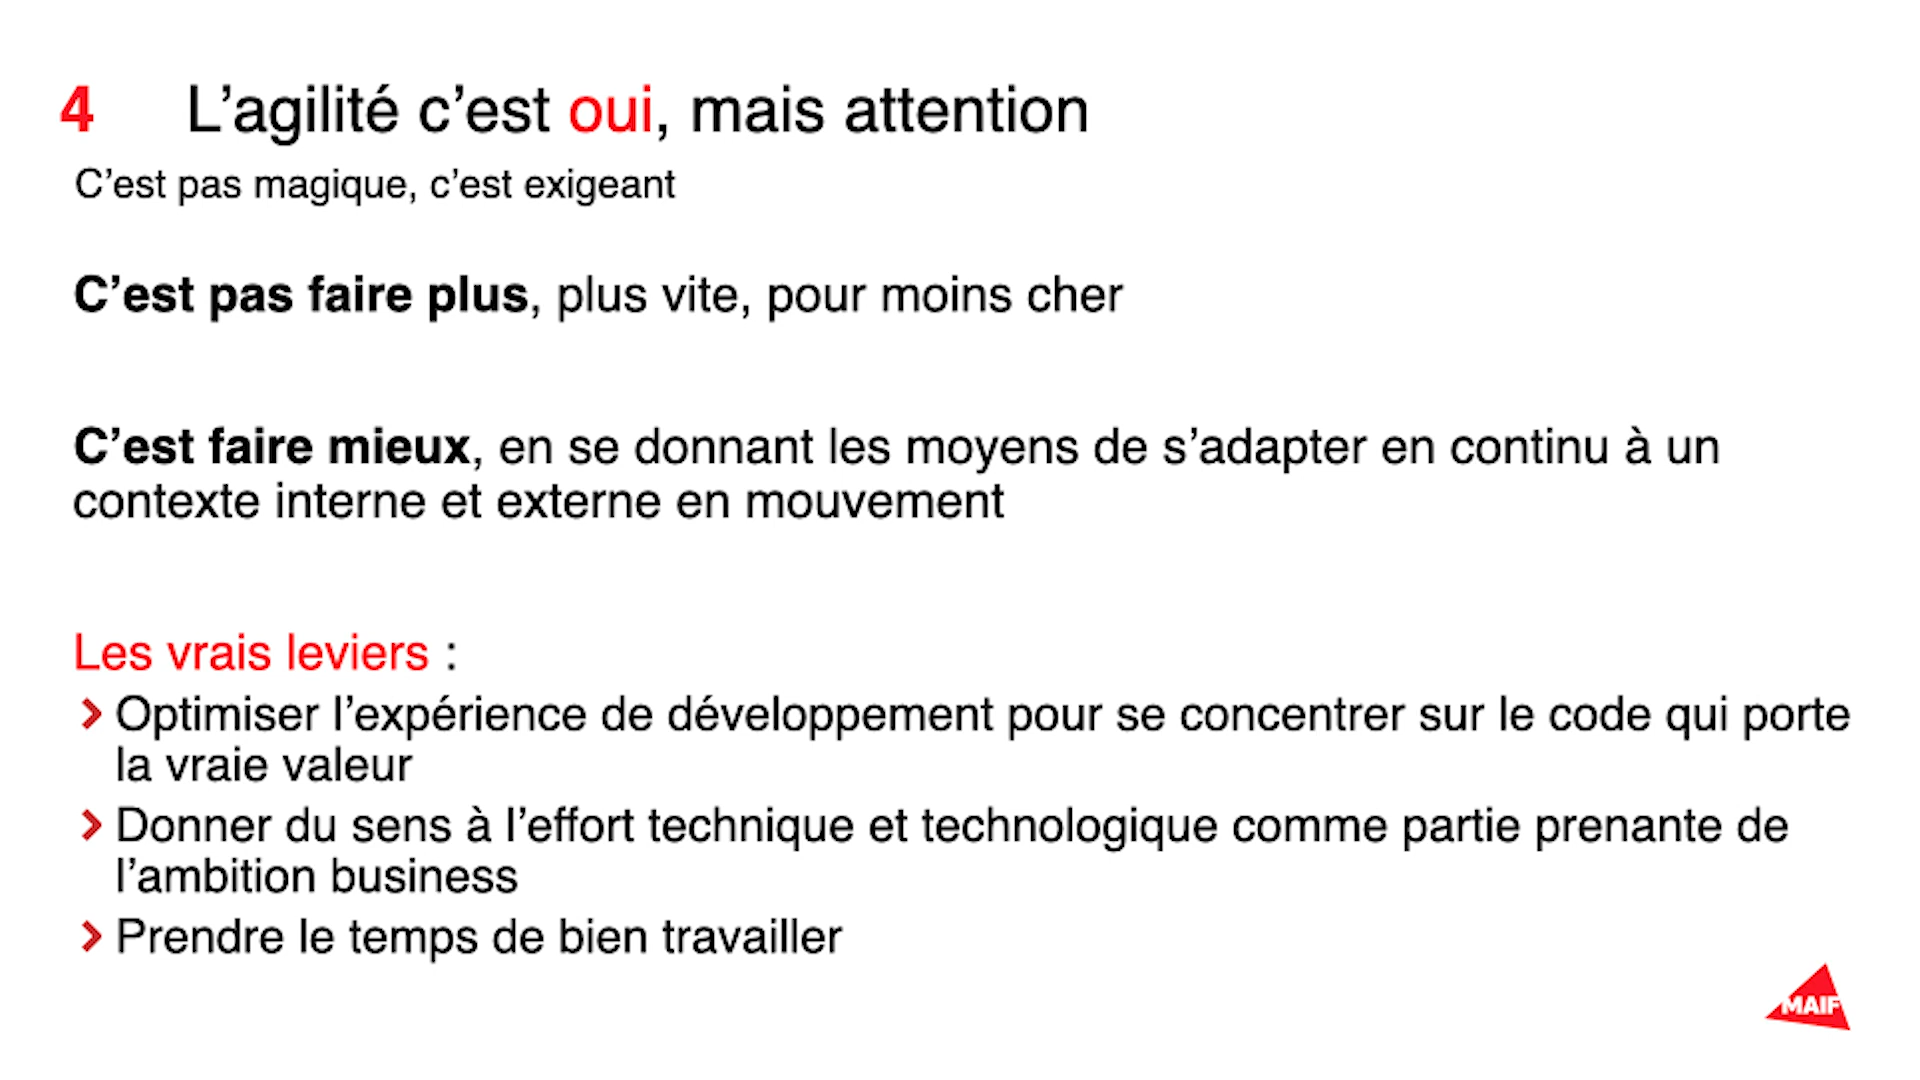 4 L’agilité c’est oui, mais attention
C’est pas magique, c’est exigeant
C’est pas faire plus, plus vite, pour moins cher
C’est faire mieux, en se donnant les moyens de s’adapter en continu à un
contexte interne et externe en mouvement
Les vrais leviers :
Optimiser l’expérience de développement pour se concentrer sur le code qui porte
la vraie valeur
Donner du sens à l’effort technique et technologique comme partie prenante de
l’ambition business
Prendre le temps de bien travailler
MAIF